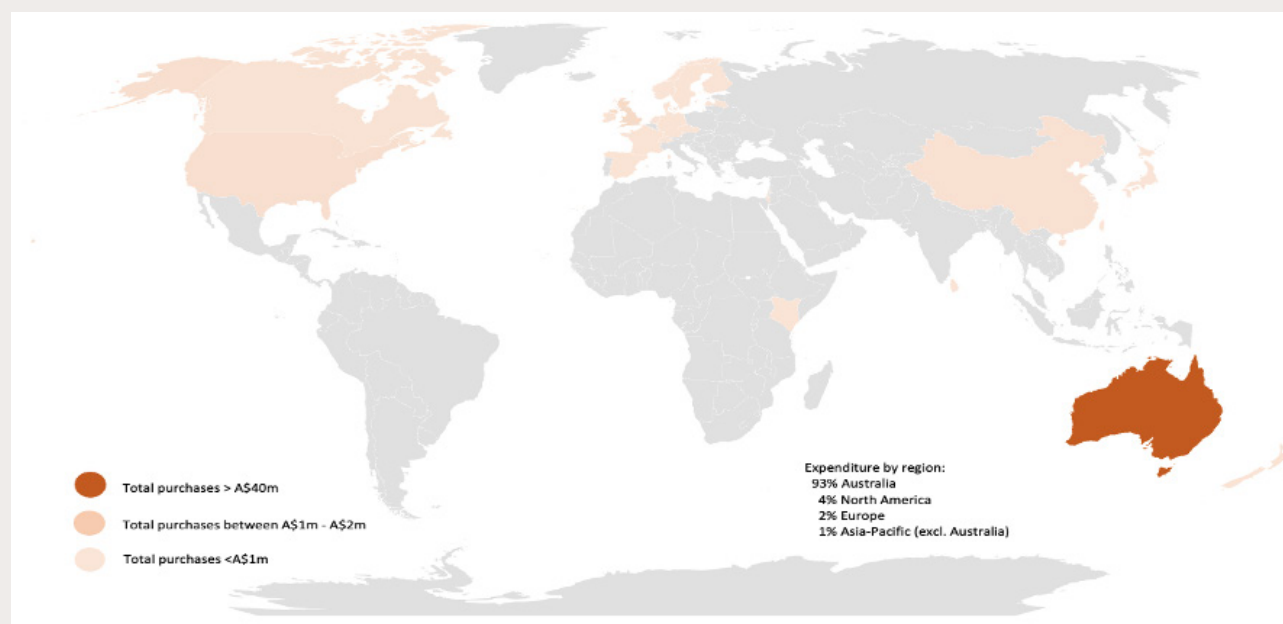 Total purchases > A$40m
Total purchases between A$1m - A$2m
Total purchases <A$1m
Expenditure by region:
93% Australia
4% North America
2% Europe
1% Asia-Pacific (excl. Australia)